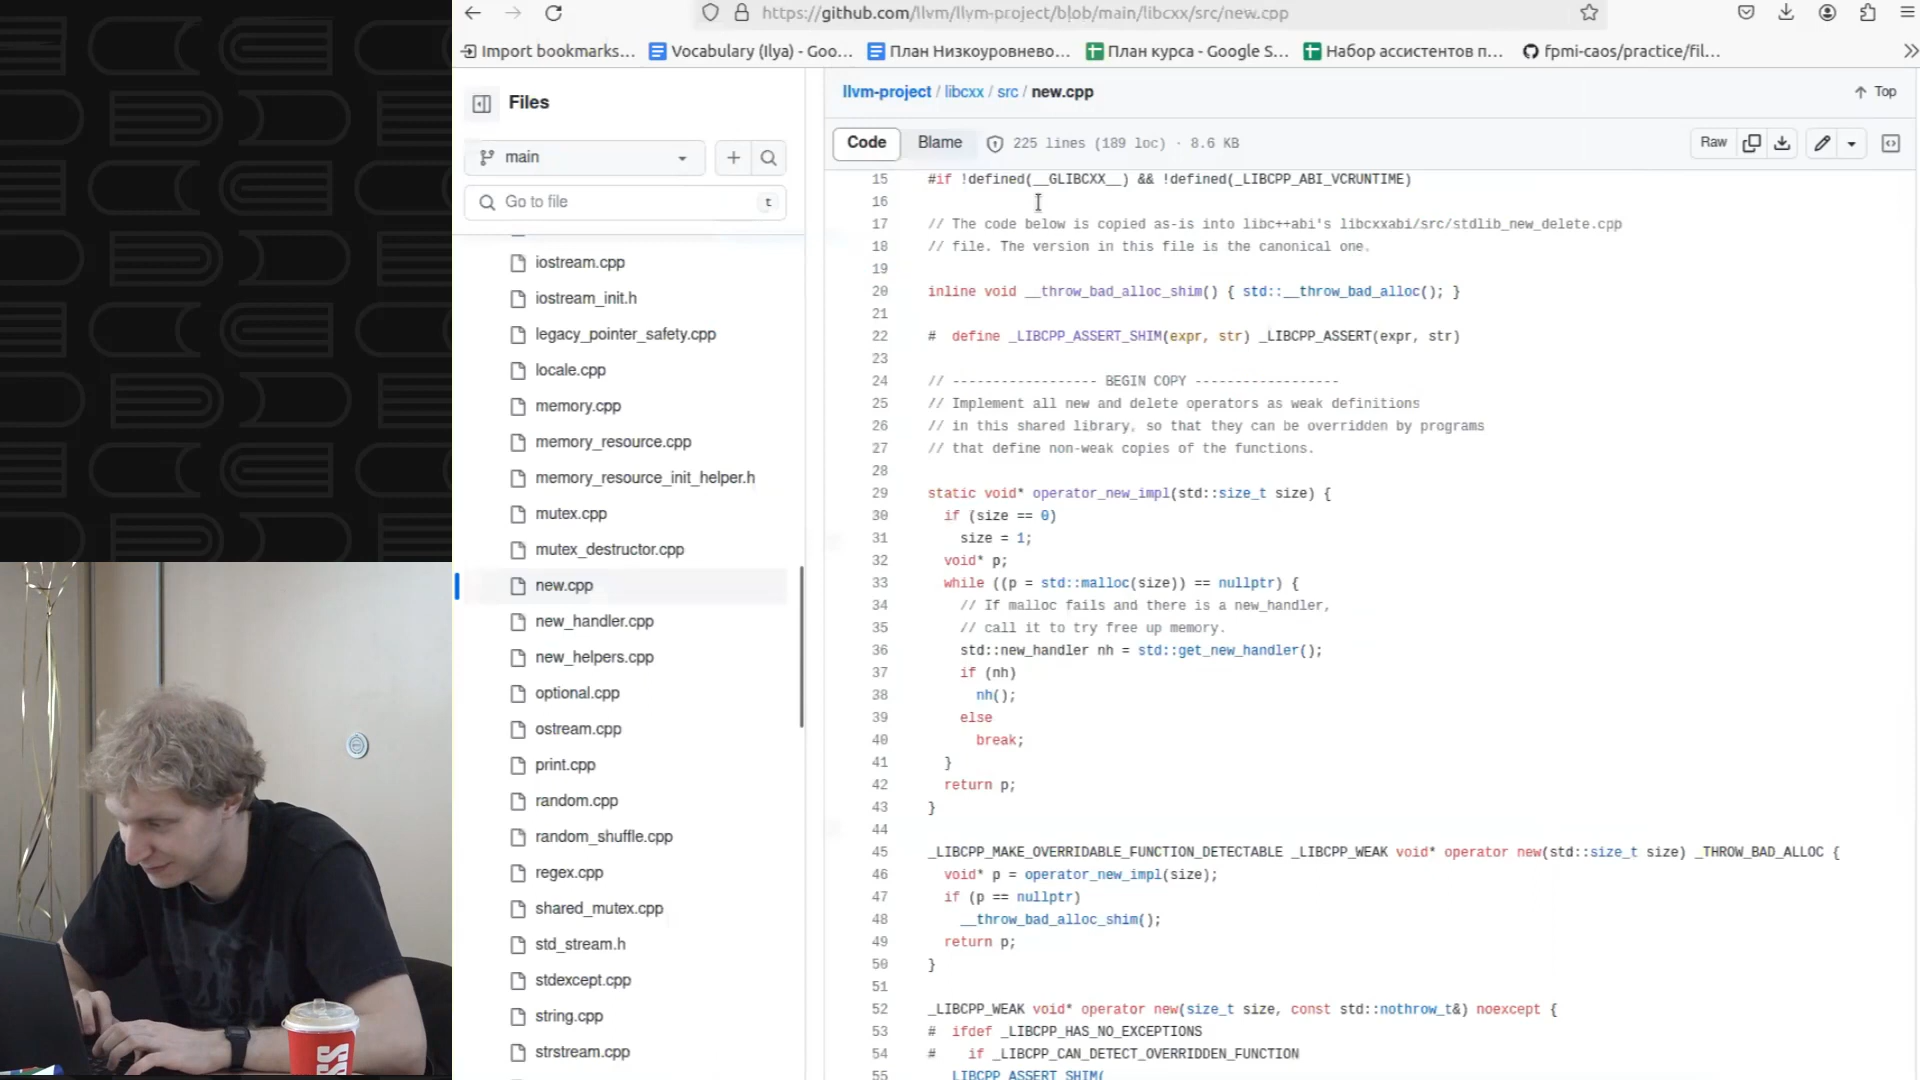 https://github.com/llvm/llvm-project/blob/main/libcxx/src/new.cpp
Import bookmarks...
Vocabulary (Ilya) - Goo...
План Низкоуровнево...
План курса - Google S...
Набор ассистентов п...
fpmi-caos/practice/fil...
Files
main
Go to file
t
iostream.cpp
iostream_init.h
legacy_pointer_safety.cpp
locale.cpp
memory.cpp
memory_resource.cpp
memory_resource_init_helper.h
mutex.cpp
mutex_destructor.cpp
new.cpp
new_handler.cpp
new_helpers.cpp
optional.cpp
ostream.cpp
print.cpp
random.cpp
random_shuffle.cpp
regex.cpp
shared_mutex.cpp
std_stream.h
stdexcept.cpp
string.cpp
strstream.cpp
llvm-project / libcxx / src / new.cpp
Top
Code Blame 225 lines (189 loc) · 8.6 KB
Raw
15 #if !defined(__GLIBCXX__) && !defined(_LIBCPP_ABI_VCRUNTIME)
16
17 // The code below is copied as-is into libc++abi's libcxxabi/src/stdlib_new_delete.cpp
18 // file. The version in this file is the canonical one.
19
20 inline void __throw_bad_alloc_shim() { std::__throw_bad_alloc(); }
21
22 # define _LIBCPP_ASSERT_SHIM(expr, str) _LIBCPP_ASSERT(expr, str)
23
24 // ------------------ BEGIN COPY ------------------
25 // Implement all new and delete operators as weak definitions
26 // in this shared library, so that they can be overridden by programs
27 // that define non-weak copies of the functions.
28
29 static void* operator_new_impl(std::size_t size) {
30 if (size == 0)
31 size = 1;
32 void* p;
33 while ((p = std::malloc(size)) == nullptr) {
34 // If malloc fails and there is a new_handler,
35 // call it to try free up memory.
36 std::new_handler nh = std::get_new_handler();
37 if (nh)
38 nh();
39 else
40 break;
41 }
42 return p;
43 }
44
45 _LIBCPP_MAKE_OVERRIDABLE_FUNCTION_DETECTABLE _LIBCPP_WEAK void* operator new(std::size_t size) _THROW_BAD_ALLOC {
46 void* p = operator_new_impl(size);
47 if (p == nullptr)
48 __throw_bad_alloc_shim();
49 return p;
50 }
51
52 _LIBCPP_WEAK void* operator new(size_t size, const std::nothrow_t&) noexcept {
53 # ifdef _LIBCPP_HAS_NO_EXCEPTIONS
54 # if _LIBCPP_CAN_DETECT_OVERRIDDEN_FUNCTION
55 _LIBCPP_ASSERT_SHIM(